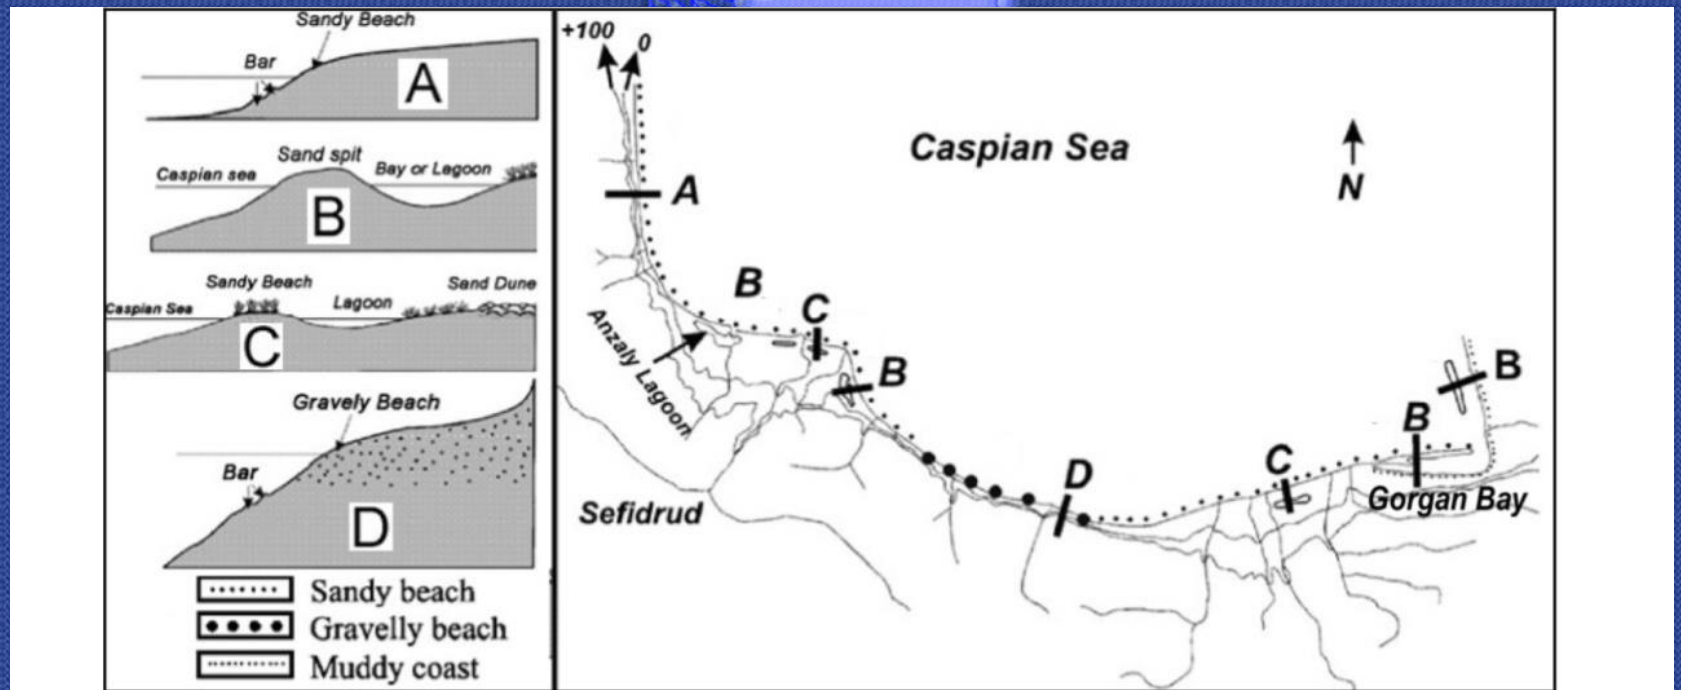 Sandy Beach
Bar
A
Sand spit
Caspian sea
Bay or Lagoon
B
Sandy Beach
Sand Dune
Caspian Sea
Lagoon
C
Gravely Beach
Bar
D
Sandy beach
Gravelly beach
Muddy coast
+100
0
Caspian Sea
N
A
B
C
B
Anzaly Lagoon
Sefidrud
D
C
B
B
Gorgan Bay